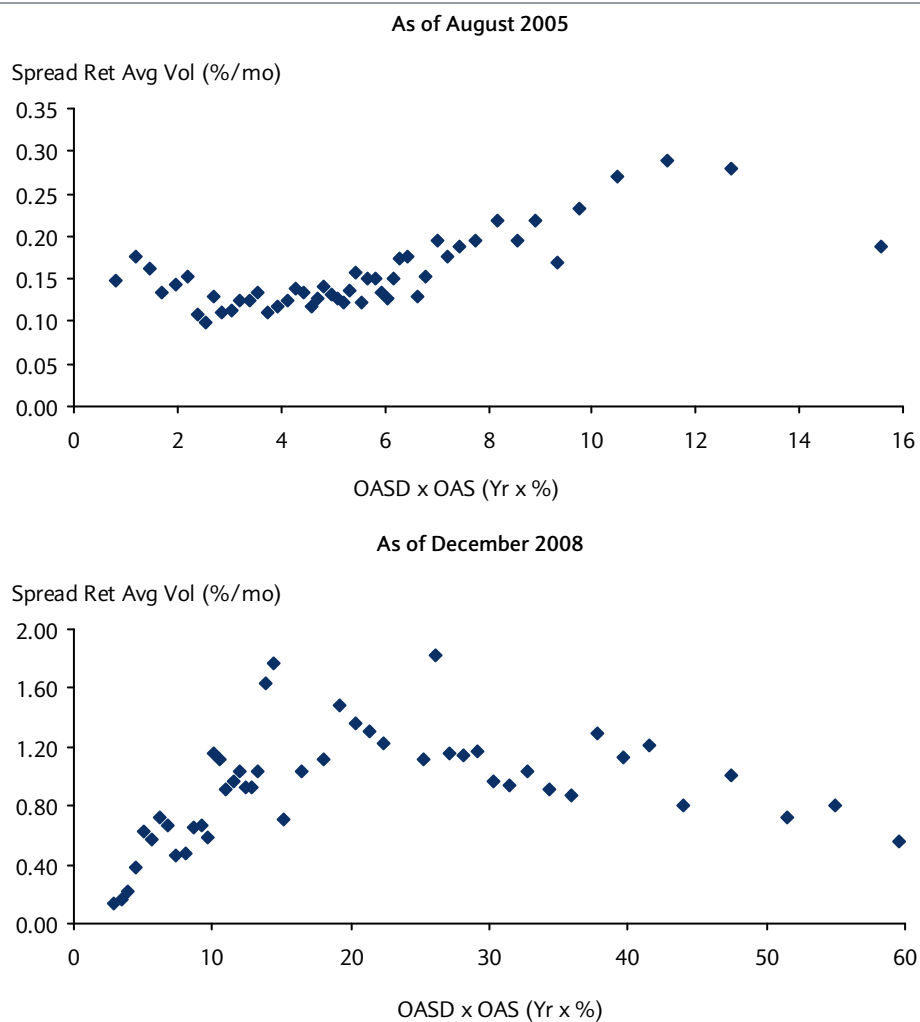 As of August 2005
Spread Ret Avg Vol (%/mo)
0.35
0.30
0.25
0.20
0.15
0.10
0.05
0.00
0 2 4 6 8 10 12 14 16
OASD x OAS (Yr x %)
As of December 2008
Spread Ret Avg Vol (%/mo)
2.00
1.60
1.20
0.80
0.40
0.00
0 10 20 30 40 50 60
OASD x OAS (Yr x %)